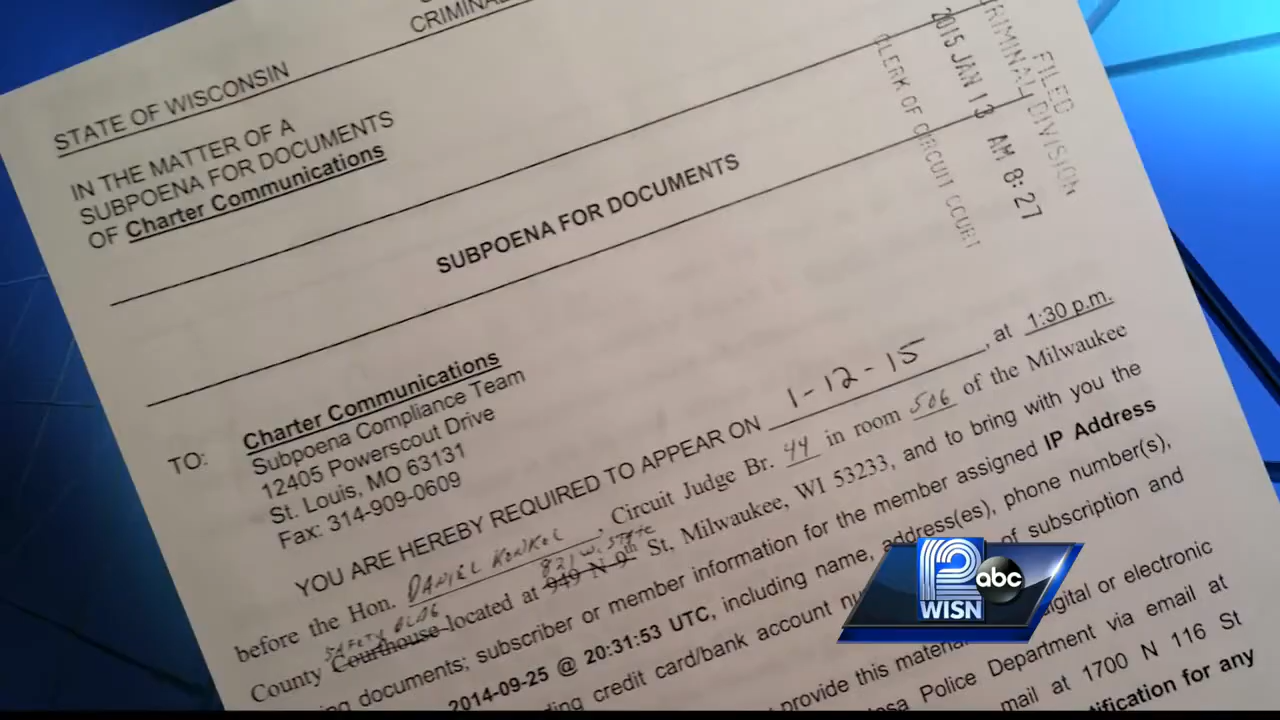 CRIMINAL
STATE OF WISCONSIN
IN THE MATTER OF A
SUBPOENA FOR DOCUMENTS
OF Charter Communications
FILED
CRIMINAL DIVISION
2015 JAN 13 AM 8:27
CLERK OF CIRCUIT COURT
SUBPOENA FOR DOCUMENTS
TO: Charter Communications
Subpoena Compliance Team
12405 Powerscout Drive
St. Louis, MO 63131
Fax: 314-909-0609
YOU ARE HEREBY REQUIRED TO APPEAR ON 1-12-15, at 1:30 p.m.
before the Hon. DANIEL KONKOL, Circuit Judge Br. 44 in room 506 of the Milwaukee
SAFETY BLDG 821 W. STATE
County Courthouse located at 949 N 9th St, Milwaukee, WI 53233, and to bring with you the
documents; subscriber or member information for the member assigned IP Address
2014-09-25 @ 20:31:53 UTC, including name, address(es), phone number(s),
credit card/bank account of subscription and
provide this material digital or electronic
Police Department via email at
mail at 1700 N 116 St
for any
12 abc
WISN